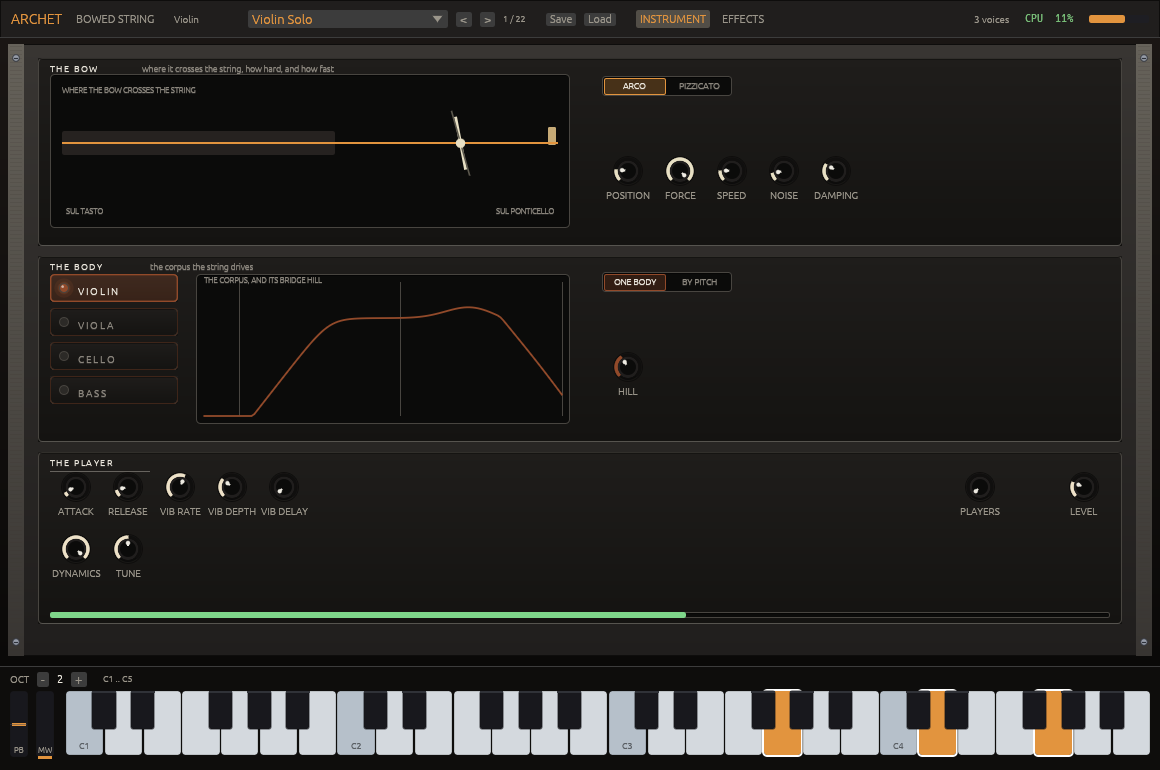 ARCHET BOWED STRING Violin Violin Solo < > 1 / 22 Save Load INSTRUMENT EFFECTS 3 voices CPU 11%
THE BOW where it crosses the string, how hard, and how fast
WHERE THE BOW CROSSES THE STRING
ARCO PIZZICATO
POSITION FORCE SPEED NOISE DAMPING
SUL TASTO SUL PONTICELLO
THE BODY the corpus the string drives
THE CORPUS, AND ITS BRIDGE HILL
ONE BODY BY PITCH
VIOLIN
VIOLA
CELLO
BASS
HILL
THE PLAYER
ATTACK RELEASE VIB RATE VIB DEPTH VIB DELAY PLAYERS LEVEL
DYNAMICS TUNE
OCT - 2 + C1 .. C5
PB MW C1 C2 C3 C4